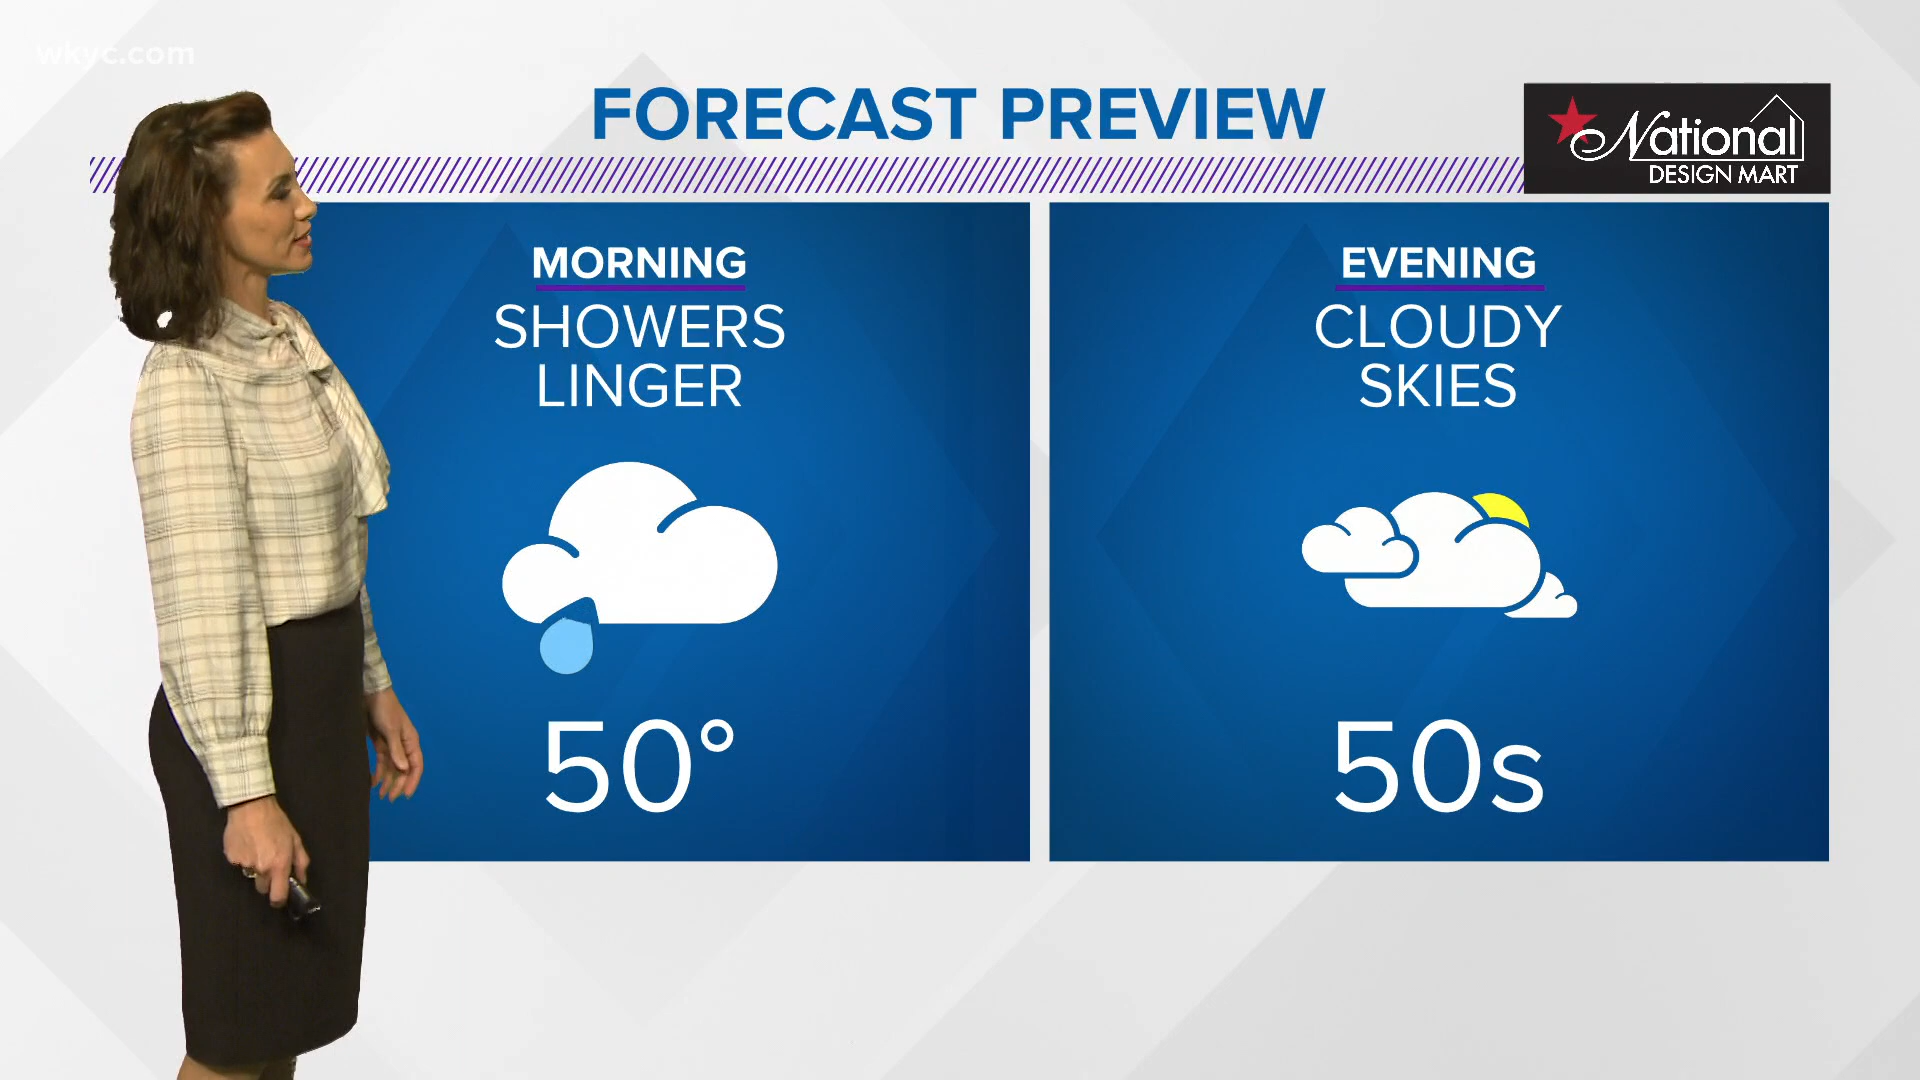 wkyc.com
FORECAST PREVIEW
National
DESIGN MART
MORNING
SHOWERS
LINGER
50°
EVENING
CLOUDY
SKIES
50s